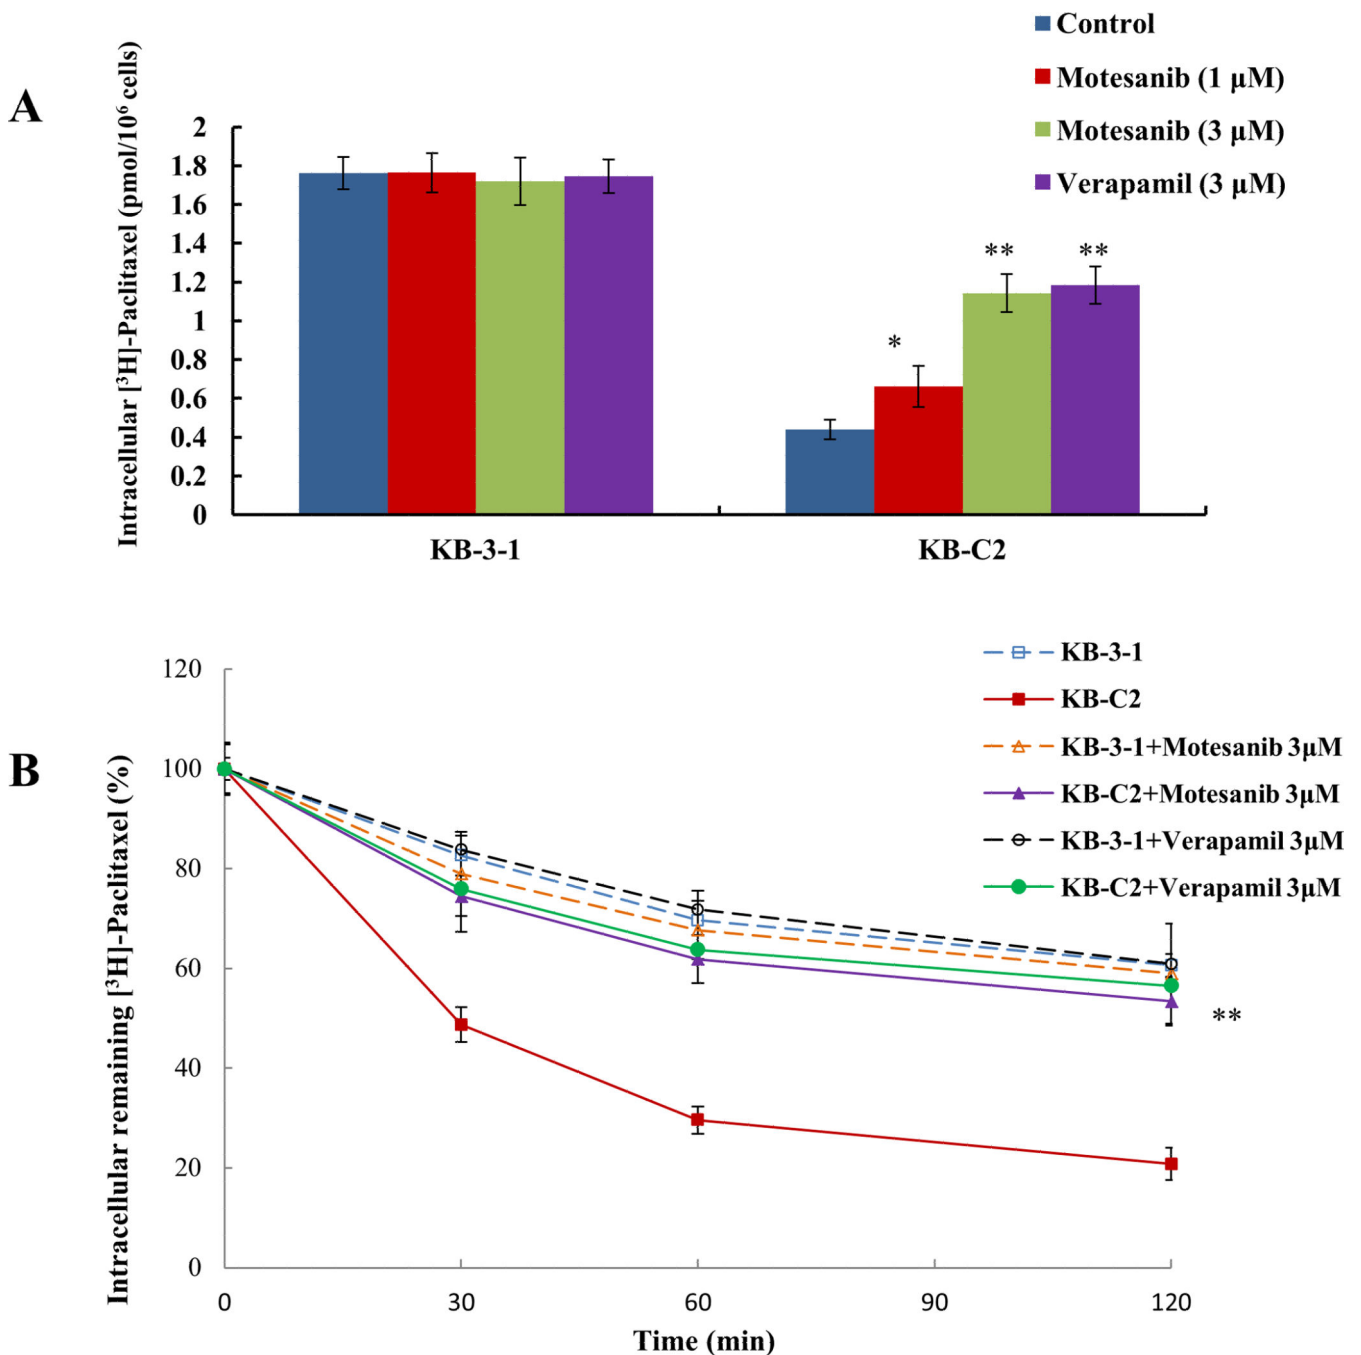 A
Intracellular [³H]-Paclitaxel (pmol/10⁶ cells)
Control
Motesanib (1 μM)
Motesanib (3 μM)
Verapamil (3 μM)
2
1.8
1.6
1.4
1.2
1
0.8
0.6
0.4
0.2
0
*
**
**
KB-3-1
KB-C2
B
Intracellular remaining [³H]-Paclitaxel (%)
KB-3-1
KB-C2
KB-3-1+Motesanib 3μM
KB-C2+Motesanib 3μM
KB-3-1+Verapamil 3μM
KB-C2+Verapamil 3μM
120
100
80
60
40
20
0
**
0
30
60
90
120
Time (min)